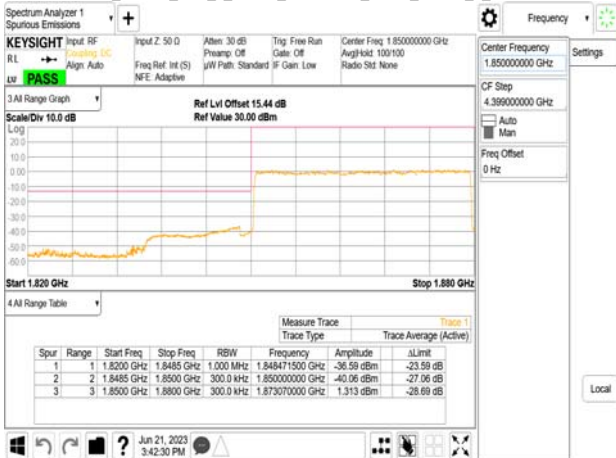 Spectrum Analyzer 1
Spurious Emissions
Frequency
KEYSIGHT Input: RF Input Z: 50 Ω Atten: 30 dB Trig: Free Run Center Freq: 1.850000000 GHz
RL Coupling: DC Preamp: Off Gate: Off Avg|Hold: 100/100
Align: Auto Freq Ref: Int (S) µW Path: Standard IF Gain: Low Radio Std: None
LW PASS NFE: Adaptive
Center Frequency
1.850000000 GHz
Settings
CF Step
4.399000000 GHz
Auto
Man
Freq Offset
0 Hz
Local
3 All Range Graph
Ref Lvl Offset 15.44 dB
Scale/Div 10.0 dB Ref Value 30.00 dBm
Log
20.0
10.0
0.00
-10.0
-20.0
-30.0
-40.0
-50.0
-60.0
Start 1.820 GHz Stop 1.880 GHz
4 All Range Table
Measure Trace Trace 1
Trace Type Trace Average (Active)
Spur Range Start Freq Stop Freq RBW Frequency Amplitude ΔLimit
1 1 1.8200 GHz 1.8485 GHz 1.000 MHz 1.848471500 GHz -36.59 dBm -23.59 dB
2 2 1.8485 GHz 1.8500 GHz 300.0 kHz 1.850000000 GHz -40.06 dBm -27.06 dB
3 3 1.8500 GHz 1.8800 GHz 300.0 kHz 1.873070000 GHz 1.313 dBm -28.69 dB
Jun 21, 2023
3:42:30 PM